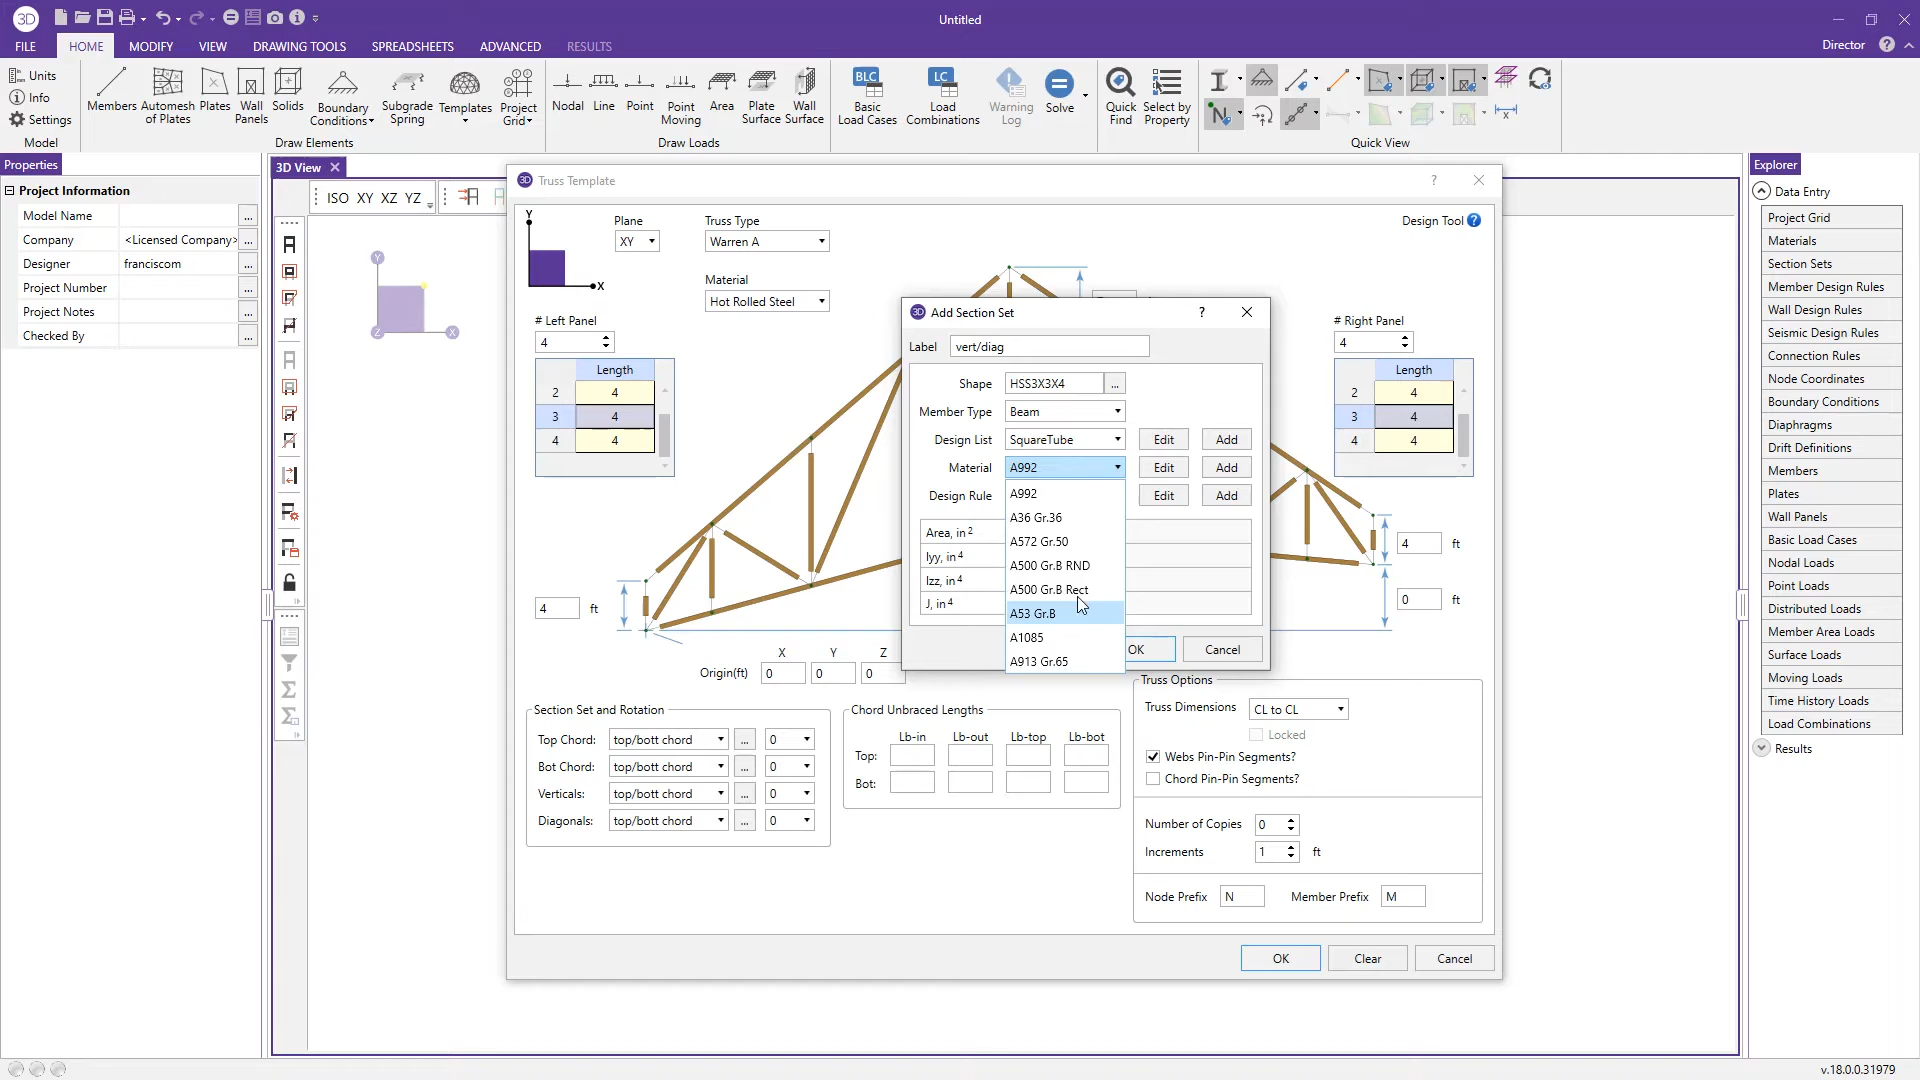 3D
Untitled
FILE
HOME
MODIFY
VIEW
DRAWING TOOLS
SPREADSHEETS
ADVANCED
RESULTS
Director
Units
Info
Settings
Model
Members
Automesh of Plates
Plates
Wall Panels
Solids
Boundary Conditions
Subgrade Spring
Templates
Project Grid
Draw Elements
Nodal
Line
Point
Point Moving
Area
Plate Surface
Wall Surface
Draw Loads
BLC
Basic Load Cases
LC
Load Combinations
Warning Log
Solve
Quick Find
Select by Property
Quick View
Properties
Project Information
Model Name ...
Company <Licensed Company> ...
Designer franciscom ...
Project Number ...
Project Notes ...
Checked By ...
3D View
ISO XY XZ YZ
Y
Z
X
3D Truss Template ?
Y
X
Plane
XY
Truss Type
Warren A
Material
Hot Rolled Steel
Design Tool ?
# Left Panel
4
Length
2 4
3 4
4 4
# Right Panel
4
Length
2 4
3 4
4 4
4 ft
4 ft
0 ft
X Y Z
Origin(ft) 0 0 0
3D Add Section Set ?
Label vert/diag
Shape HSS3X3X4 ...
Member Type Beam
Design List SquareTube Edit Add
Material A992 Edit Add
Design Rule Edit Add
A992
A36 Gr.36
A572 Gr.50
A500 Gr.B RND
A500 Gr.B Rect
A53 Gr.B
A1085
A913 Gr.65
Area, in 2
Iyy, in 4
Izz, in 4
J, in 4
OK Cancel
Section Set and Rotation
Top Chord: top/bott chord ... 0
Bot Chord: top/bott chord ... 0
Verticals: top/bott chord ... 0
Diagonals: top/bott chord ... 0
Chord Unbraced Lengths
Lb-in Lb-out Lb-top Lb-bot
Top:
Bot:
Truss Options
Truss Dimensions CL to CL
Locked
Webs Pin-Pin Segments?
Chord Pin-Pin Segments?
Number of Copies 0
Increments 1 ft
Node Prefix N Member Prefix M
OK Clear Cancel
Explorer
Data Entry
Project Grid
Materials
Section Sets
Member Design Rules
Wall Design Rules
Seismic Design Rules
Connection Rules
Node Coordinates
Boundary Conditions
Diaphragms
Drift Definitions
Members
Plates
Wall Panels
Basic Load Cases
Nodal Loads
Point Loads
Distributed Loads
Member Area Loads
Surface Loads
Moving Loads
Time History Loads
Load Combinations
Results
v.18.0.0.31979